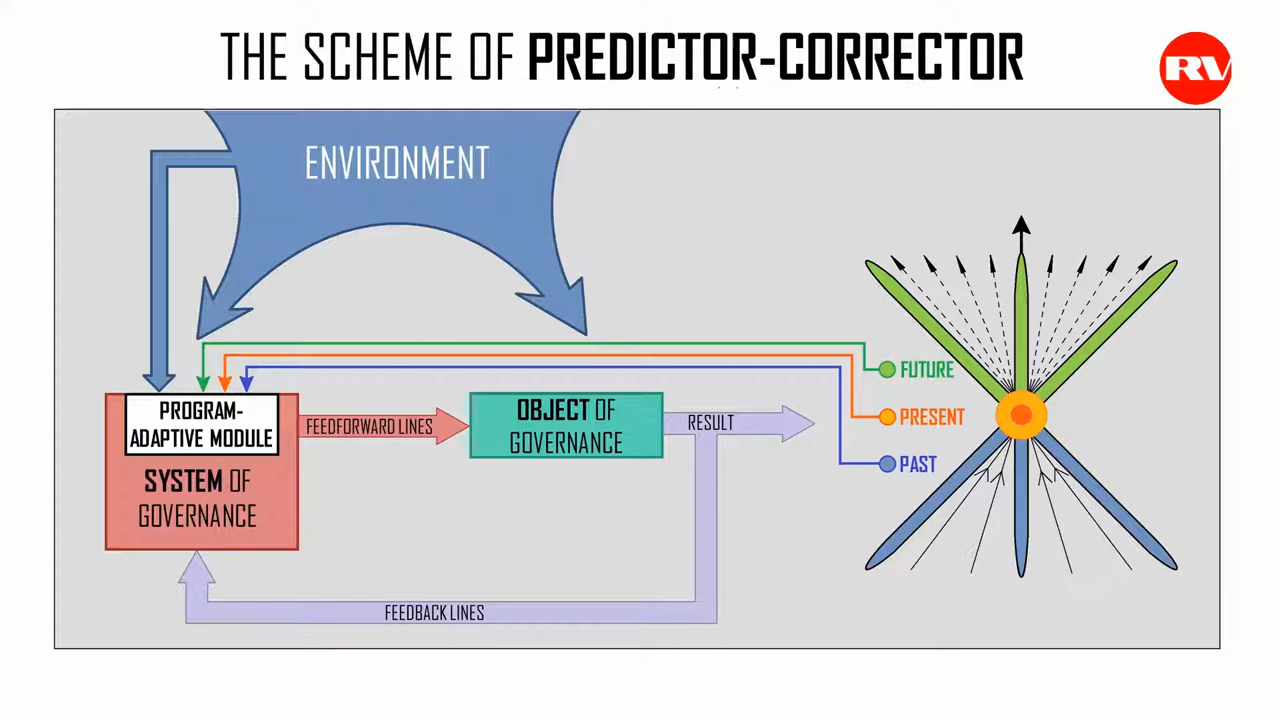 THE SCHEME OF PREDICTOR-CORRECTOR
RV
ENVIRONMENT
FUTURE
PRESENT
PAST
PROGRAM-
ADAPTIVE MODULE
SYSTEM OF
GOVERNANCE
FEEDFORWARD LINES
OBJECT OF
GOVERNANCE
RESULT
FEEDBACK LINES